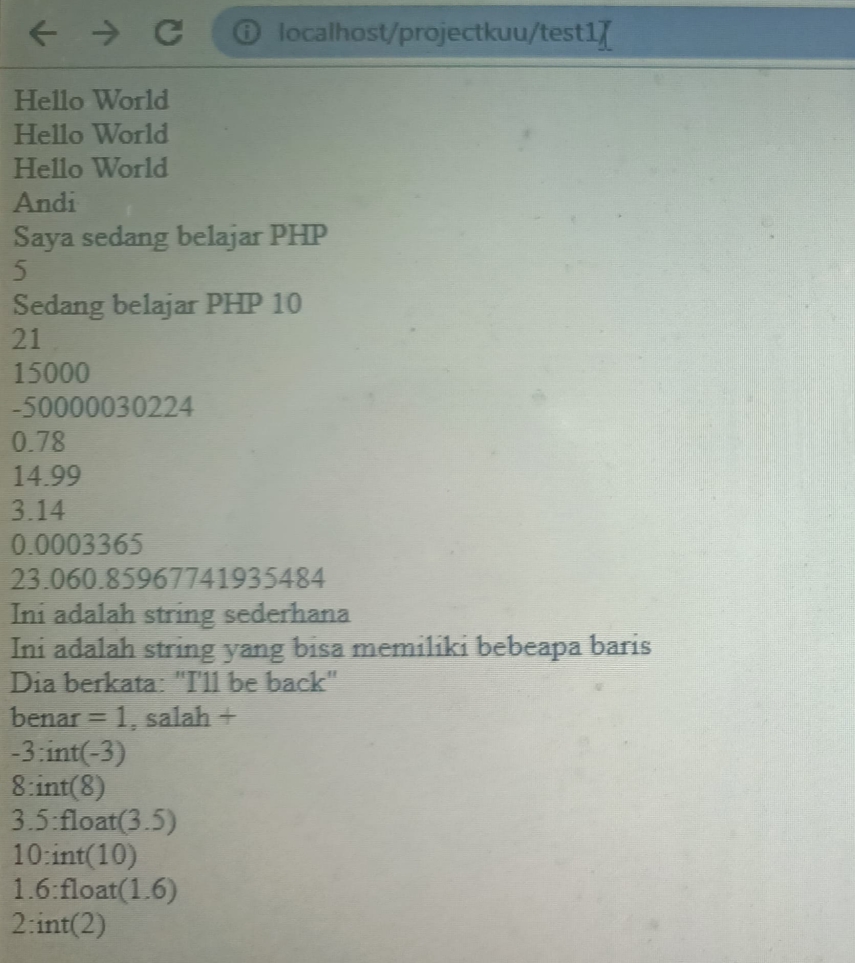 localhost/projectkuu/test1/
Hello World
Hello World
Hello World
Andi
Saya sedang belajar PHP
5
Sedang belajar PHP 10
21
15000
-50000030224
0.78
14.99
3.14
0.0003365
23.060.85967741935484
Ini adalah string sederhana
Ini adalah string yang bisa memiliki bebeapa baris
Dia berkata: "I'll be back"
benar = 1, salah +
-3:int(-3)
8:int(8)
3.5:float(3.5)
10:int(10)
1.6:float(1.6)
2:int(2)